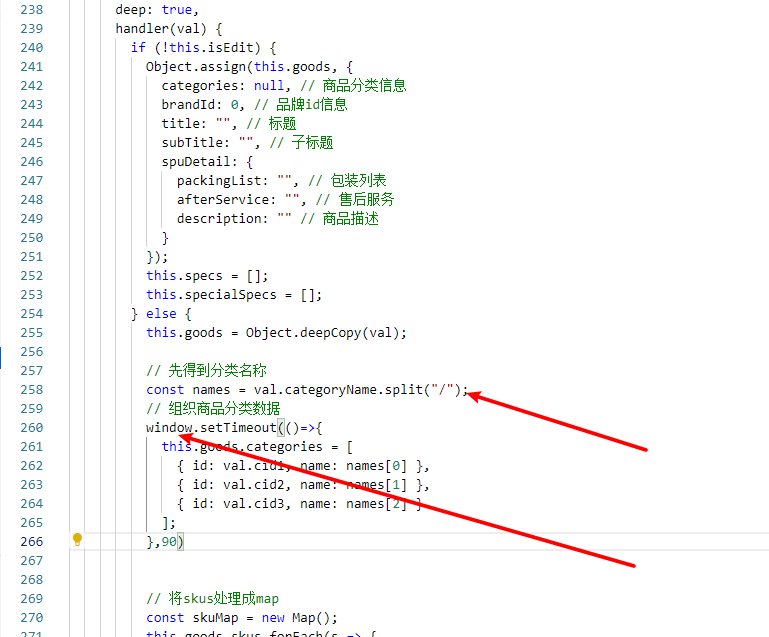 238 deep: true,
239 handler(val) {
240 if (!this.isEdit) {
241 Object.assign(this.goods, {
242 categories: null, // 商品分类信息
243 brandId: 0, // 品牌id信息
244 title: "", // 标题
245 subTitle: "", // 子标题
246 spuDetail: {
247 packingList: "", // 包装列表
248 afterService: "", // 售后服务
249 description: "" // 商品描述
250 }
251 });
252 this.specs = [];
253 this.specialSpecs = [];
254 } else {
255 this.goods = Object.deepCopy(val);
256
257 // 先得到分类名称
258 const names = val.categoryName.split("/");
259 // 组织商品分类数据
260 window.setTimeout(()=>{
261 this.goods.categories = [
262 { id: val.cid1, name: names[0] },
263 { id: val.cid2, name: names[1] },
264 { id: val.cid3, name: names[2] }
265 ];
266 },90)
267
268
269 // 将skus处理成map
270 const skuMap = new Map();
271 this.goods.skus.forEach(s => {